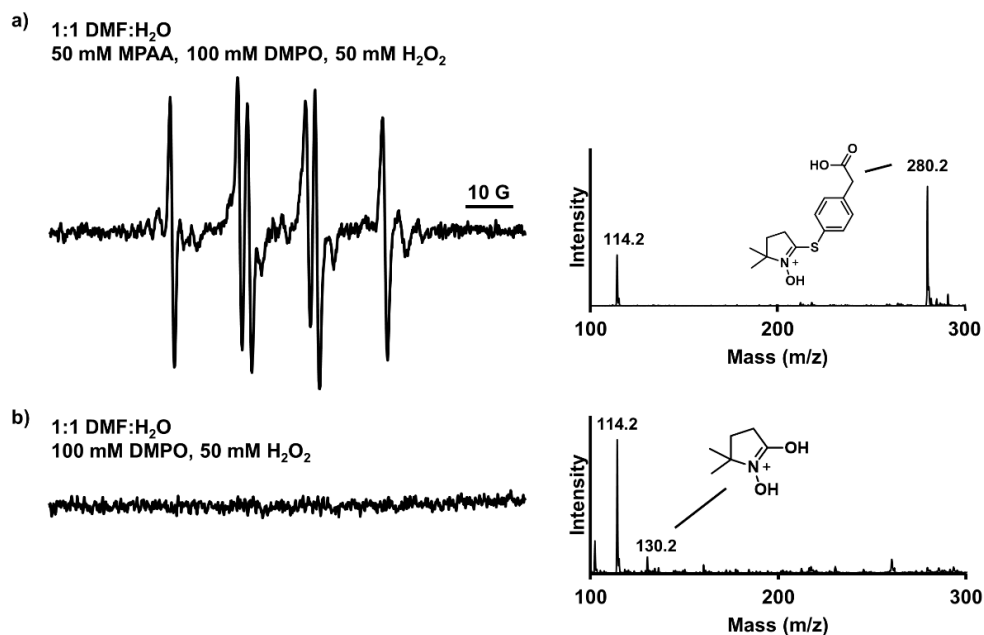 a)
1:1 DMF:H₂O
50 mM MPAA, 100 mM DMPO, 50 mM H₂O₂
10 G
Intensity
114.2
280.2
HO
O
S
N
+
OH
100
200
300
Mass (m/z)
b)
1:1 DMF:H₂O
100 mM DMPO, 50 mM H₂O₂
Intensity
114.2
130.2
OH
N
+
OH
100
200
300
Mass (m/z)